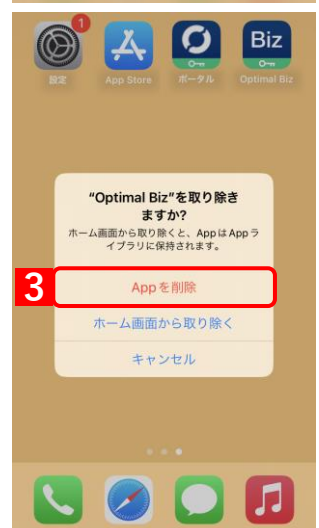 1
Biz
設定
App Store
ポータル
Optimal Biz
“Optimal Biz”を取り除き
ますか?
ホーム画面から取り除くと、AppはAppラ
イブラリに保持されます。
3
Appを削除
ホーム画面から取り除く
キャンセル